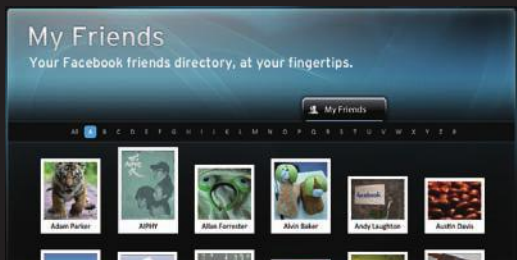 My Friends
Your Facebook friends directory, at your fingertips.
My Friends
All A B C D E F G H I J K L M N O P Q R S T U V W X Y Z #
facebook
Adam Parker AIPHY Allan Forrester Alvin Baker Andy Laughton Austin Davis